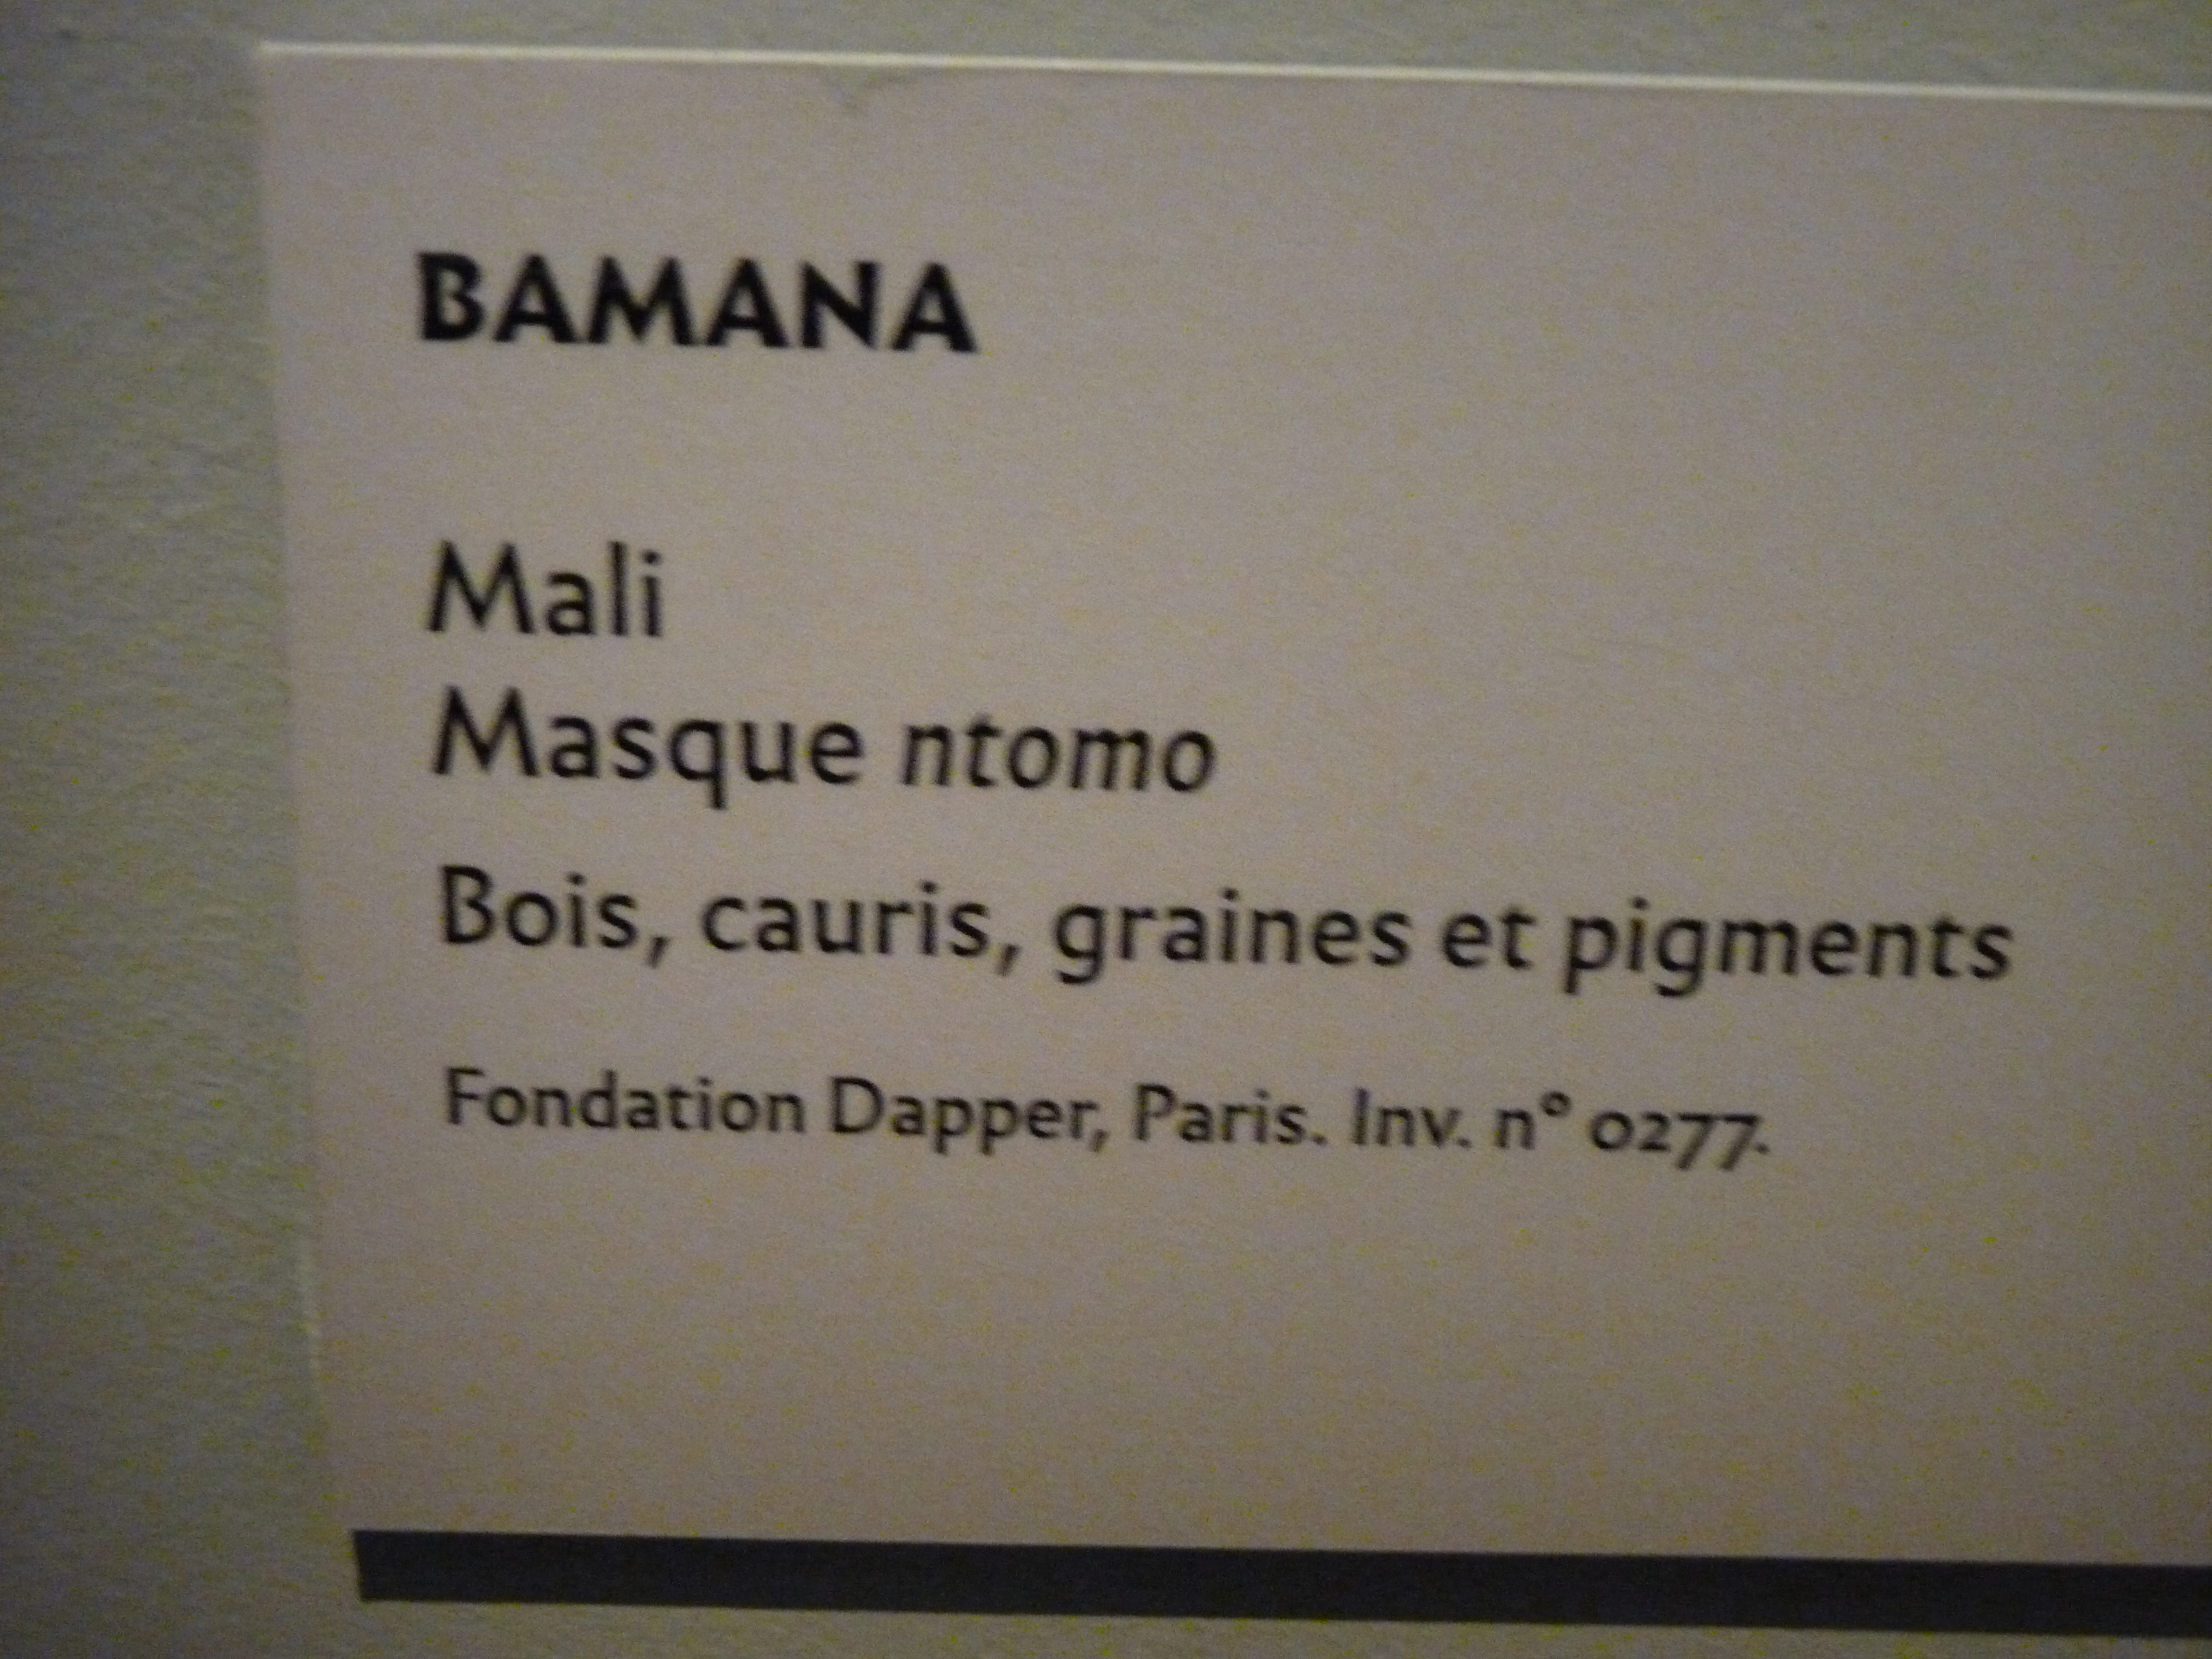 BAMANA
Mali
Masque ntomo
Bois, cauris, graines et pigments
Fondation Dapper, Paris. Inv. n° 0277.